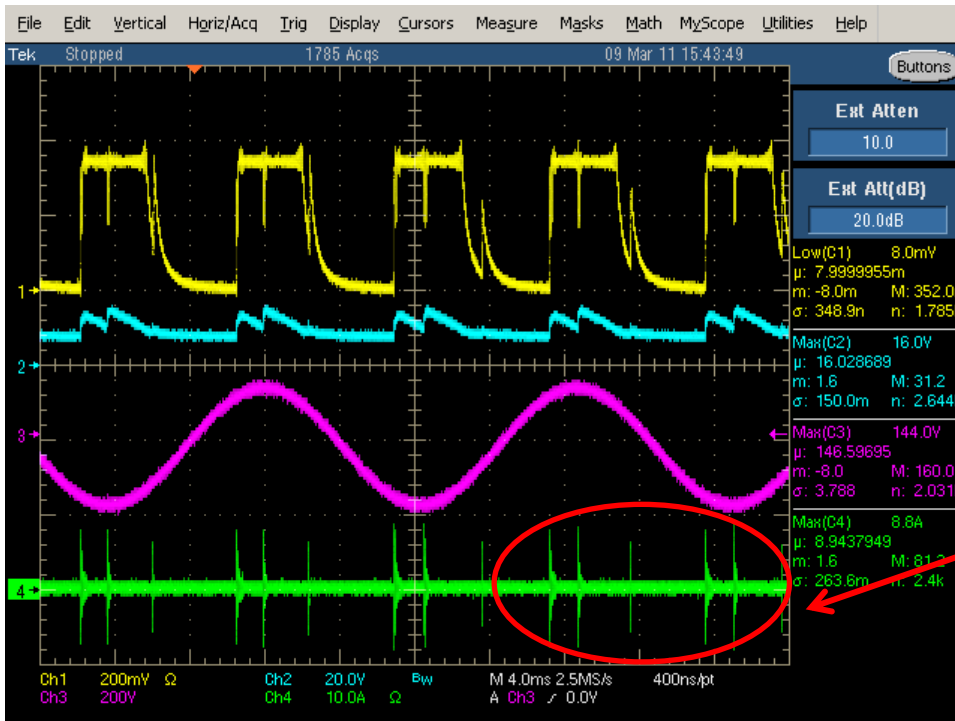 File Edit Vertical Horiz/Acq Trig Display Cursors Measure Masks Math MyScope Utilities Help
Tek Stopped 1785 Acqs 09 Mar 11 15:43:49
Buttons
Ext Atten
10.0
Ext Att(dB)
20.0dB
Low(C1) 8.0mV
µ: 7.9999955m
m: -8.0m M: 352.0
σ: 348.9n n: 1.785
Max(C2) 16.0V
µ: 16.028689
m: 1.6 M: 31.2
σ: 150.0m n: 2.644
Max(C3) 144.0V
µ: 146.59695
m: -8.0 M: 160.0
σ: 3.788 n: 2.031
Max(C4) 8.8A
µ: 8.9437949
m: 1.6 M: 81.2
σ: 263.6m n: 2.4k
1
2
3
4
Ch1 200mV Ω Ch2 20.0V Bw M 4.0ms 2.5MS/s 400ns/pt
Ch3 200V Ch4 10.0A Ω A Ch3 / 0.0V